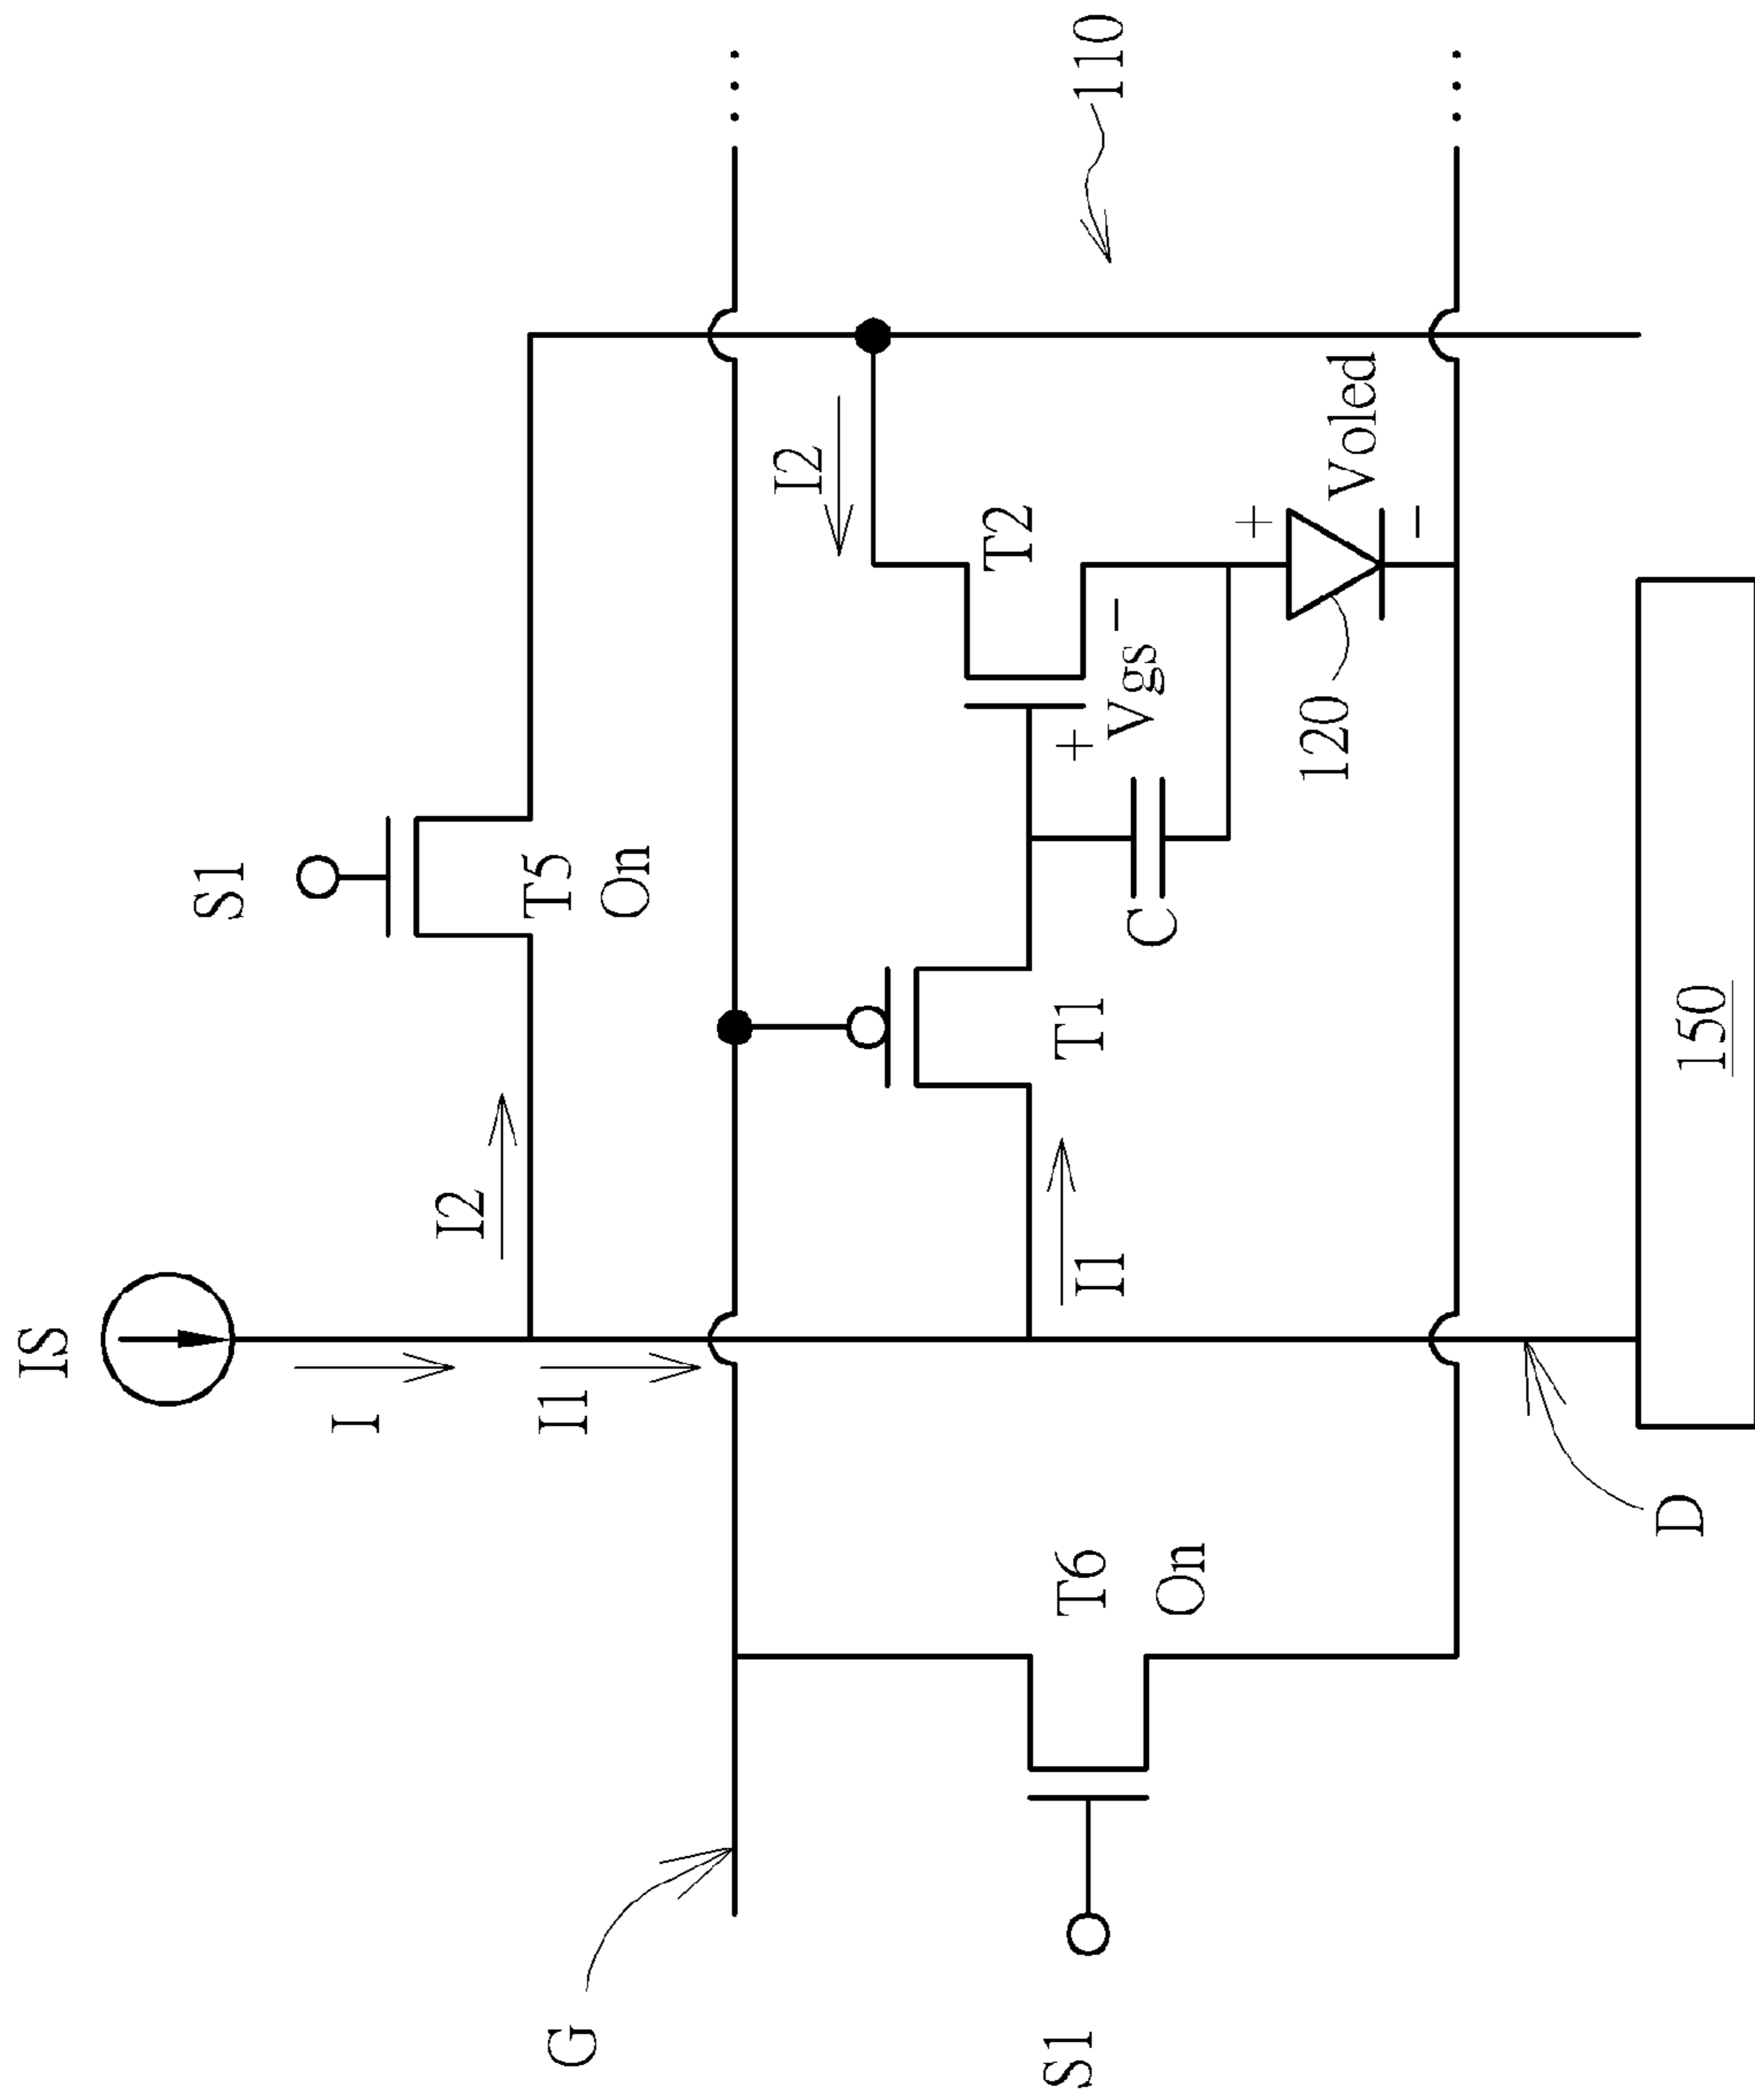 IS
S1
I
I2
I1
T5
On
G
I2
T1
T2
Vgs
+
−
C
I1
+
Voled
−
120
110
T6
On
S1
D
150